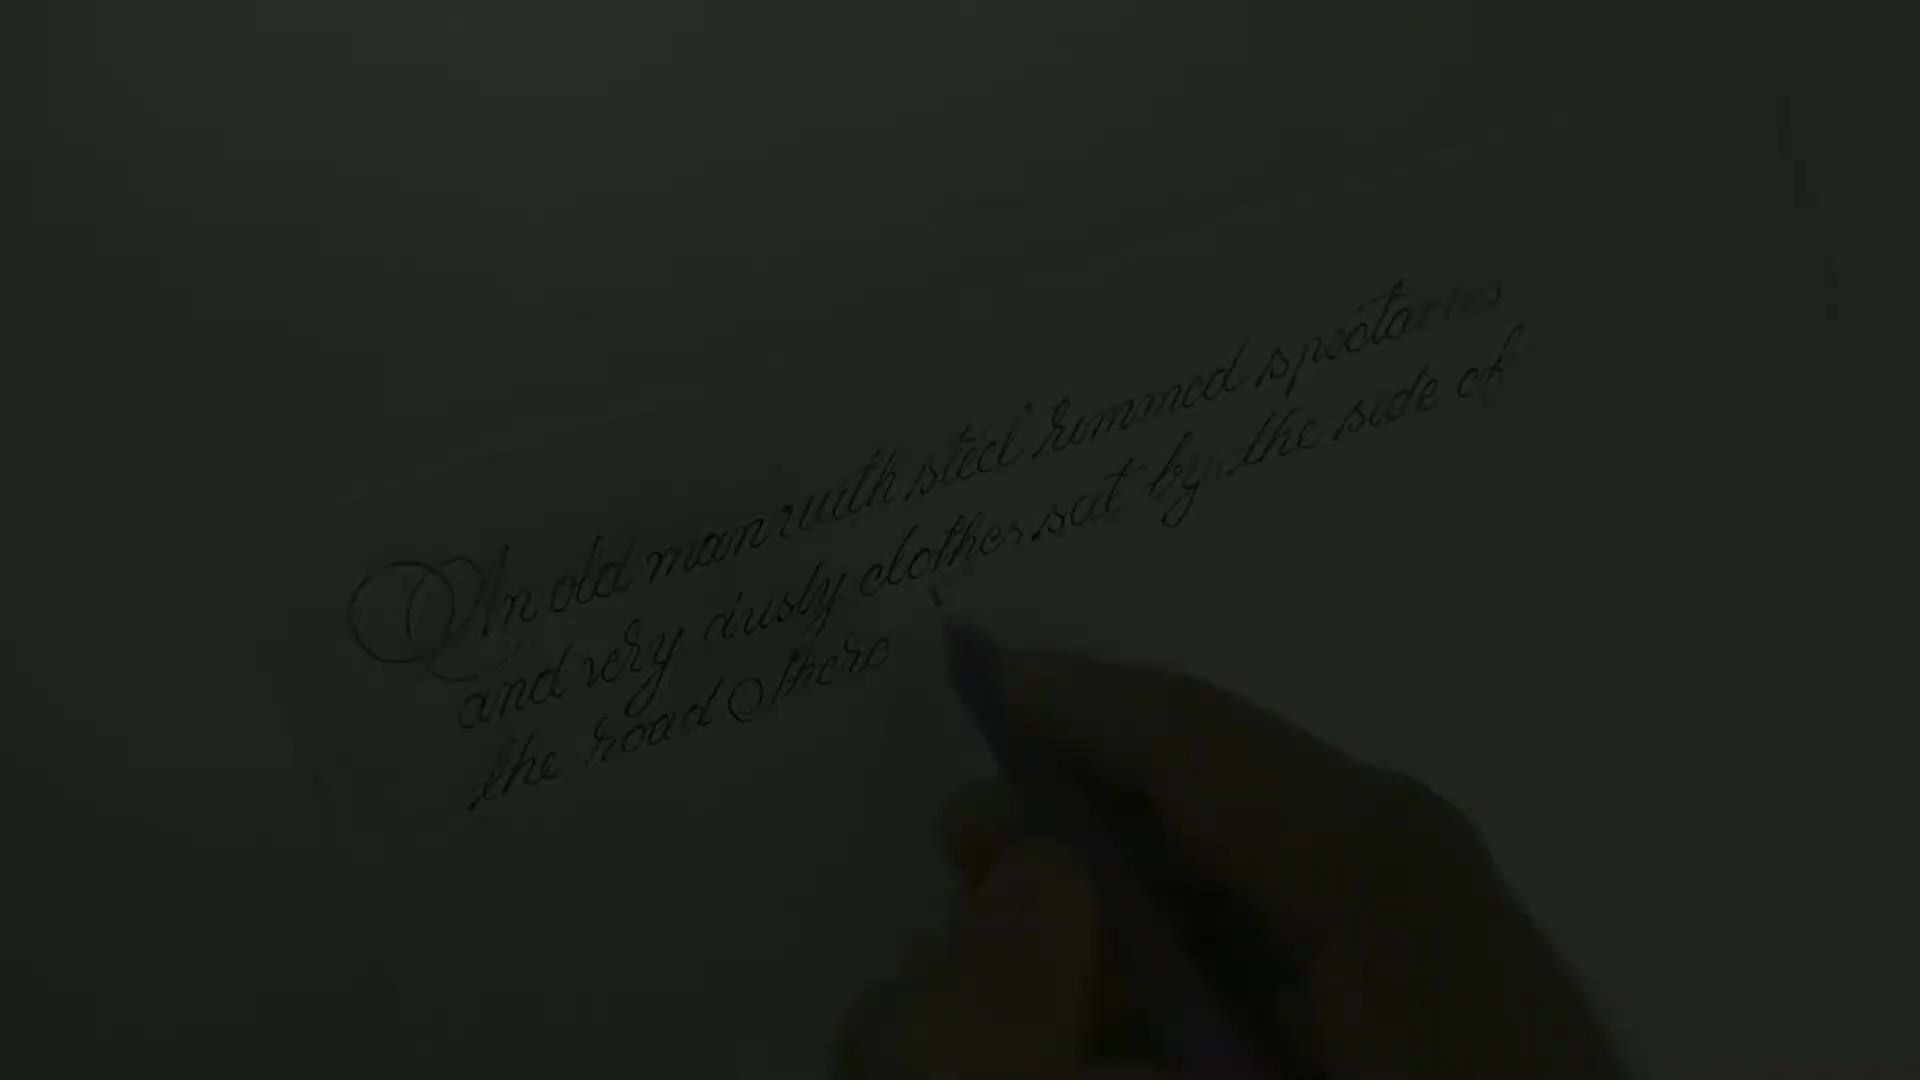 An old man with steel rimmed spectacles
and very dusty clothes sat by the side of
the road. There